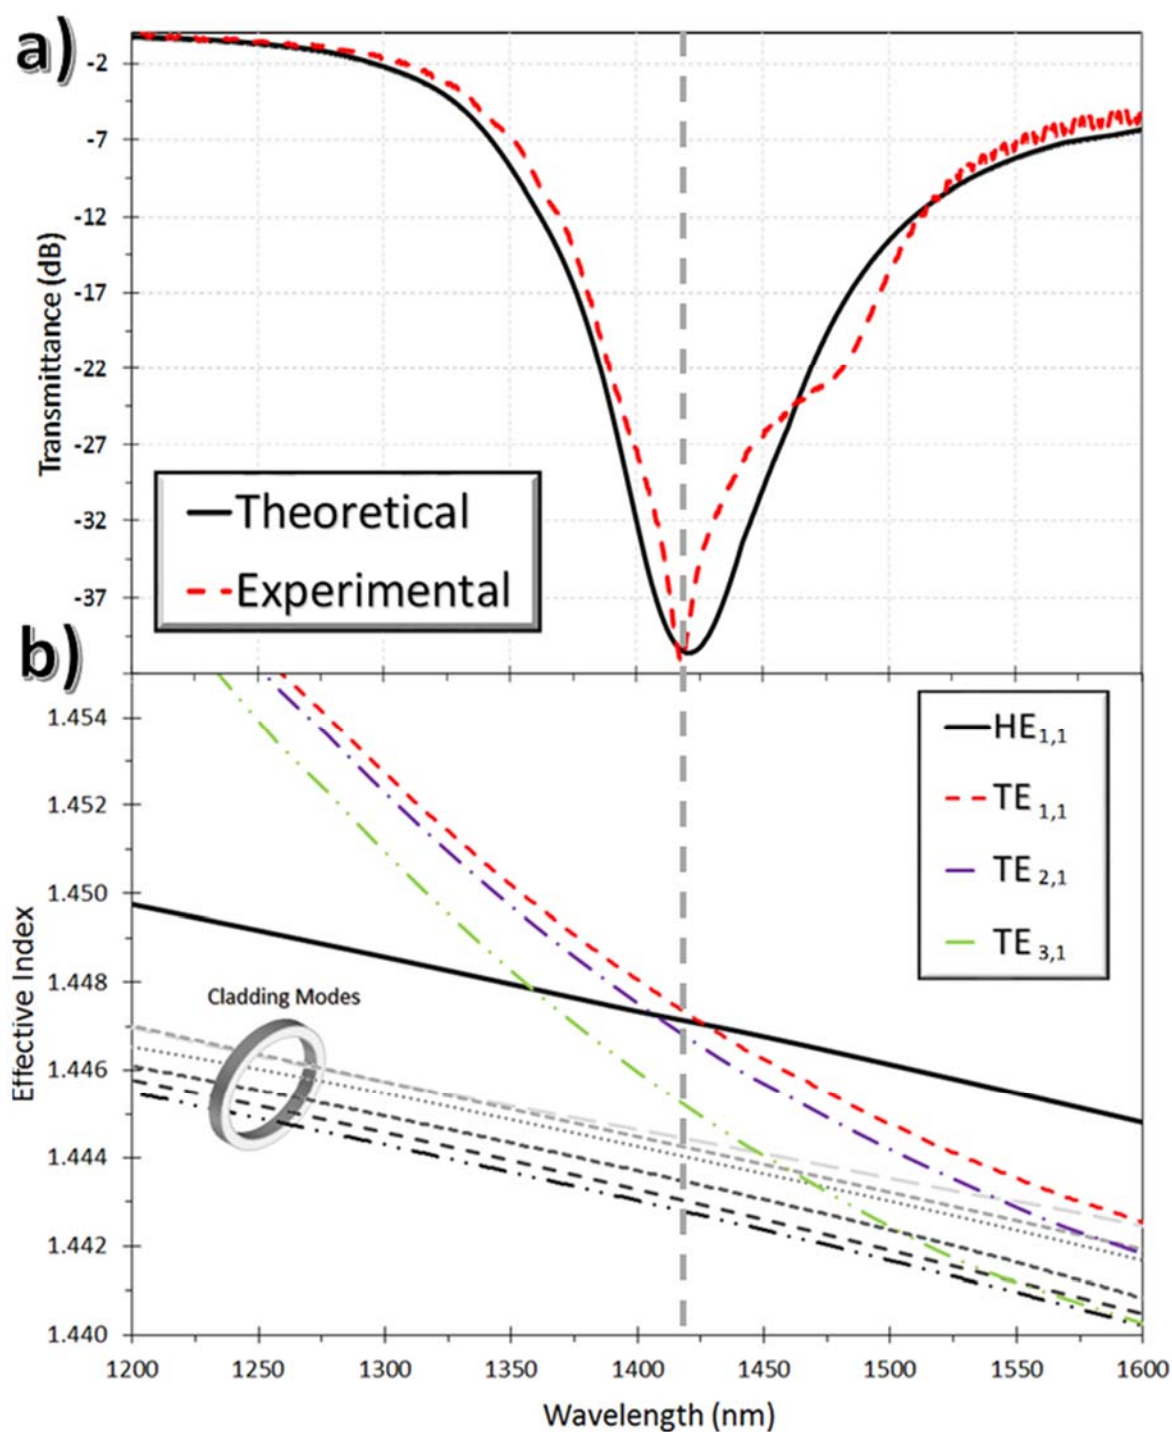 a)
-2
-7
-12
-17
-22
-27
-32
-37
Transmittance (dB)
Theoretical
Experimental
b)
1.454
1.452
1.450
1.448
1.446
1.444
1.442
1.440
Effective Index
HE 1,1
TE 1,1
TE 2,1
TE 3,1
Cladding Modes
1200 1250 1300 1350 1400 1450 1500 1550 1600
Wavelength (nm)